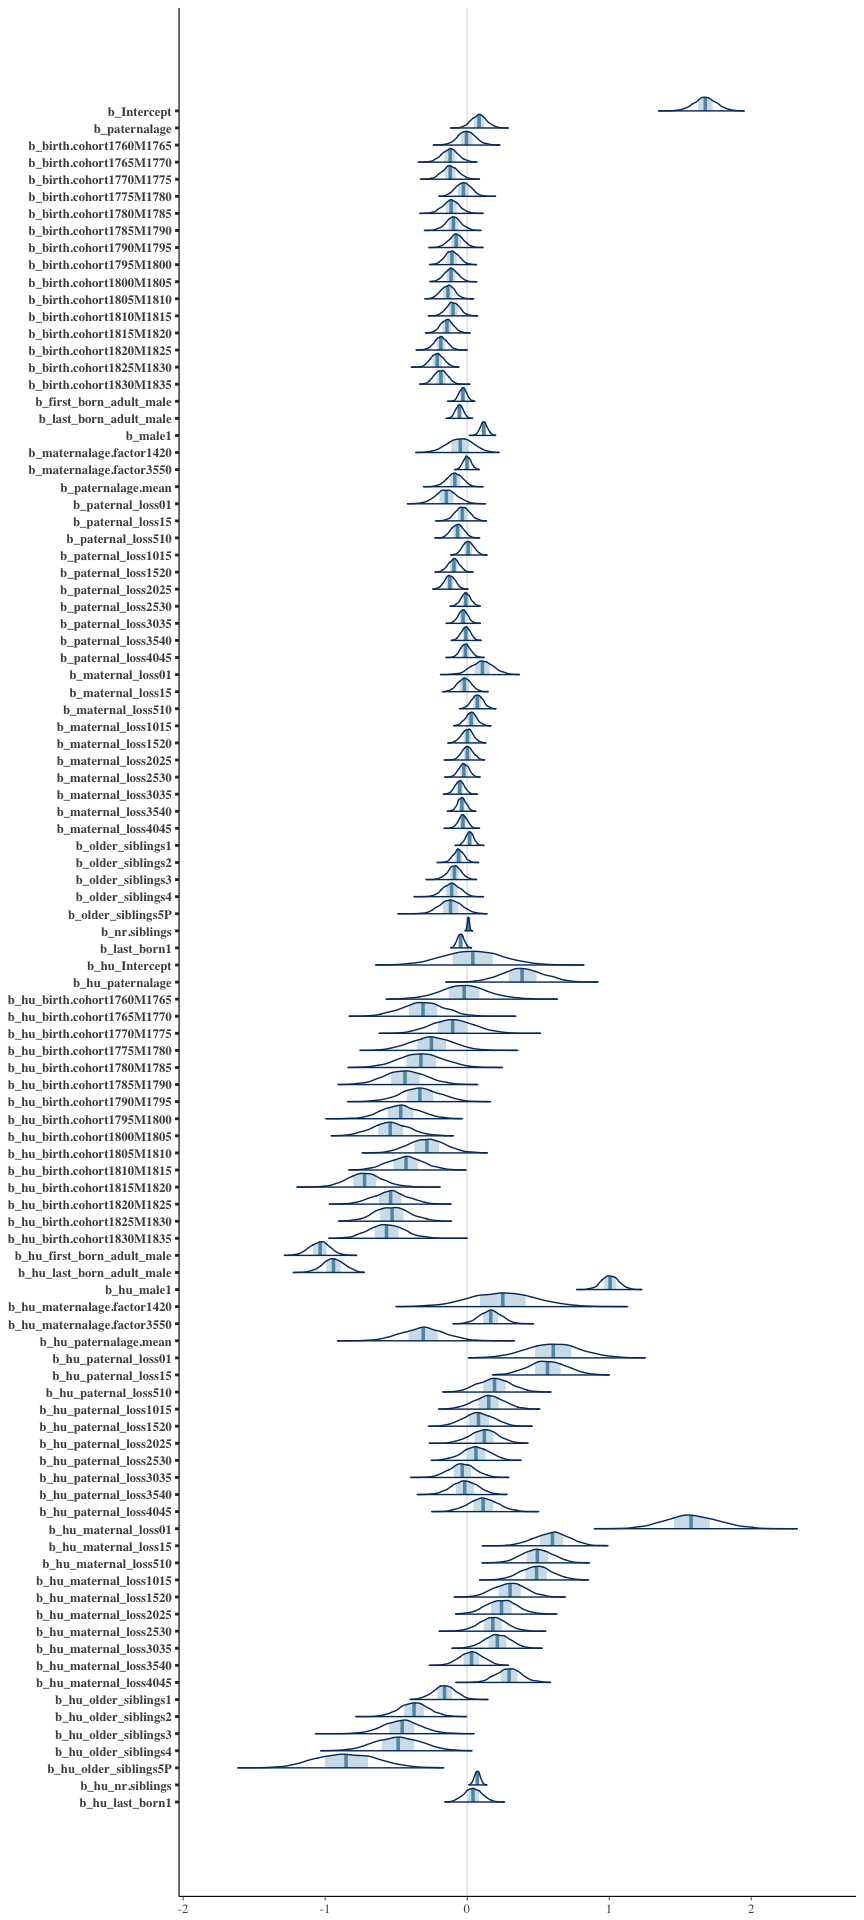 b_Intercept
b_paternalage
b_birth.cohort1760M1765
b_birth.cohort1765M1770
b_birth.cohort1770M1775
b_birth.cohort1775M1780
b_birth.cohort1780M1785
b_birth.cohort1785M1790
b_birth.cohort1790M1795
b_birth.cohort1795M1800
b_birth.cohort1800M1805
b_birth.cohort1805M1810
b_birth.cohort1810M1815
b_birth.cohort1815M1820
b_birth.cohort1820M1825
b_birth.cohort1825M1830
b_birth.cohort1830M1835
b_first_born_adult_male
b_last_born_adult_male
b_male1
b_maternalage.factor1420
b_maternalage.factor3550
b_paternalage.mean
b_paternal_loss01
b_paternal_loss15
b_paternal_loss510
b_paternal_loss1015
b_paternal_loss1520
b_paternal_loss2025
b_paternal_loss2530
b_paternal_loss3035
b_paternal_loss3540
b_paternal_loss4045
b_maternal_loss01
b_maternal_loss15
b_maternal_loss510
b_maternal_loss1015
b_maternal_loss1520
b_maternal_loss2025
b_maternal_loss2530
b_maternal_loss3035
b_maternal_loss3540
b_maternal_loss4045
b_older_siblings1
b_older_siblings2
b_older_siblings3
b_older_siblings4
b_older_siblings5P
b_nr.siblings
b_last_born1
b_hu_Intercept
b_hu_paternalage
b_hu_birth.cohort1760M1765
b_hu_birth.cohort1765M1770
b_hu_birth.cohort1770M1775
b_hu_birth.cohort1775M1780
b_hu_birth.cohort1780M1785
b_hu_birth.cohort1785M1790
b_hu_birth.cohort1790M1795
b_hu_birth.cohort1795M1800
b_hu_birth.cohort1800M1805
b_hu_birth.cohort1805M1810
b_hu_birth.cohort1810M1815
b_hu_birth.cohort1815M1820
b_hu_birth.cohort1820M1825
b_hu_birth.cohort1825M1830
b_hu_birth.cohort1830M1835
b_hu_first_born_adult_male
b_hu_last_born_adult_male
b_hu_male1
b_hu_maternalage.factor1420
b_hu_maternalage.factor3550
b_hu_paternalage.mean
b_hu_paternal_loss01
b_hu_paternal_loss15
b_hu_paternal_loss510
b_hu_paternal_loss1015
b_hu_paternal_loss1520
b_hu_paternal_loss2025
b_hu_paternal_loss2530
b_hu_paternal_loss3035
b_hu_paternal_loss3540
b_hu_paternal_loss4045
b_hu_maternal_loss01
b_hu_maternal_loss15
b_hu_maternal_loss510
b_hu_maternal_loss1015
b_hu_maternal_loss1520
b_hu_maternal_loss2025
b_hu_maternal_loss2530
b_hu_maternal_loss3035
b_hu_maternal_loss3540
b_hu_maternal_loss4045
b_hu_older_siblings1
b_hu_older_siblings2
b_hu_older_siblings3
b_hu_older_siblings4
b_hu_older_siblings5P
b_hu_nr.siblings
b_hu_last_born1
-2 -1 0 1 2